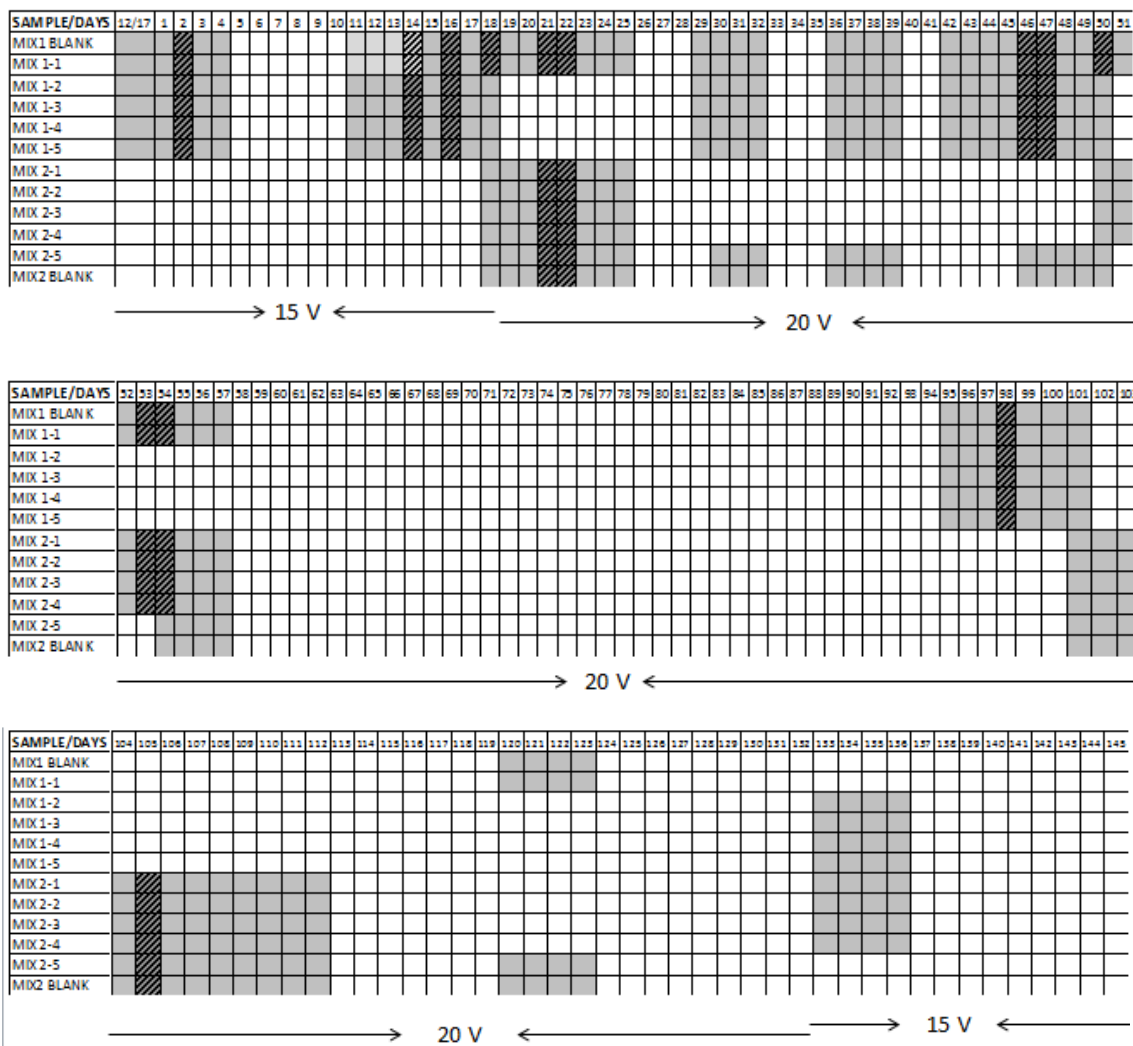 SAMPLE/DAYS 12/17 1 2 3 4 5 6 7 8 9 10 11 12 13 14 15 16 17 18 19 20 21 22 23 24 25 26 27 28 29 30 31 32 33 34 35 36 37 38 39 40 41 42 43 44 45 46 47 48 49 50 51
MIX1 BLANK
MIX 1-1
MIX 1-2
MIX 1-3
MIX 1-4
MIX 1-5
MIX 2-1
MIX 2-2
MIX 2-3
MIX 2-4
MIX 2-5
MIX2 BLANK
15 V 20 V
SAMPLE/DAYS 52 53 54 55 56 57 58 59 60 61 62 63 64 65 66 67 68 69 70 71 72 73 74 75 76 77 78 79 80 81 82 83 84 85 86 87 88 89 90 91 92 93 94 95 96 97 98 99 100 101 102
MIX1 BLANK
MIX 1-1
MIX 1-2
MIX 1-3
MIX 1-4
MIX 1-5
MIX 2-1
MIX 2-2
MIX 2-3
MIX 2-4
MIX 2-5
MIX2 BLANK
20 V
SAMPLE/DAYS 104 105 106 107 108 109 110 111 112 113 114 115 116 117 118 119 120 121 122 123 124 125 126 127 128 129 130 131 132 133 134 135 136 137 138 139 140 141 142 143 144 145
MIX1 BLANK
MIX 1-1
MIX 1-2
MIX 1-3
MIX 1-4
MIX 1-5
MIX 2-1
MIX 2-2
MIX 2-3
MIX 2-4
MIX 2-5
MIX2 BLANK
20 V 15 V